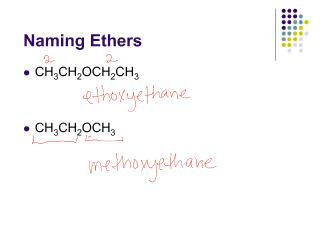 Naming Ethers
2 2
• CH₃CH₂OCH₂CH₃
ethoxyethane
• CH₃CH₂OCH₃
methoxyethane